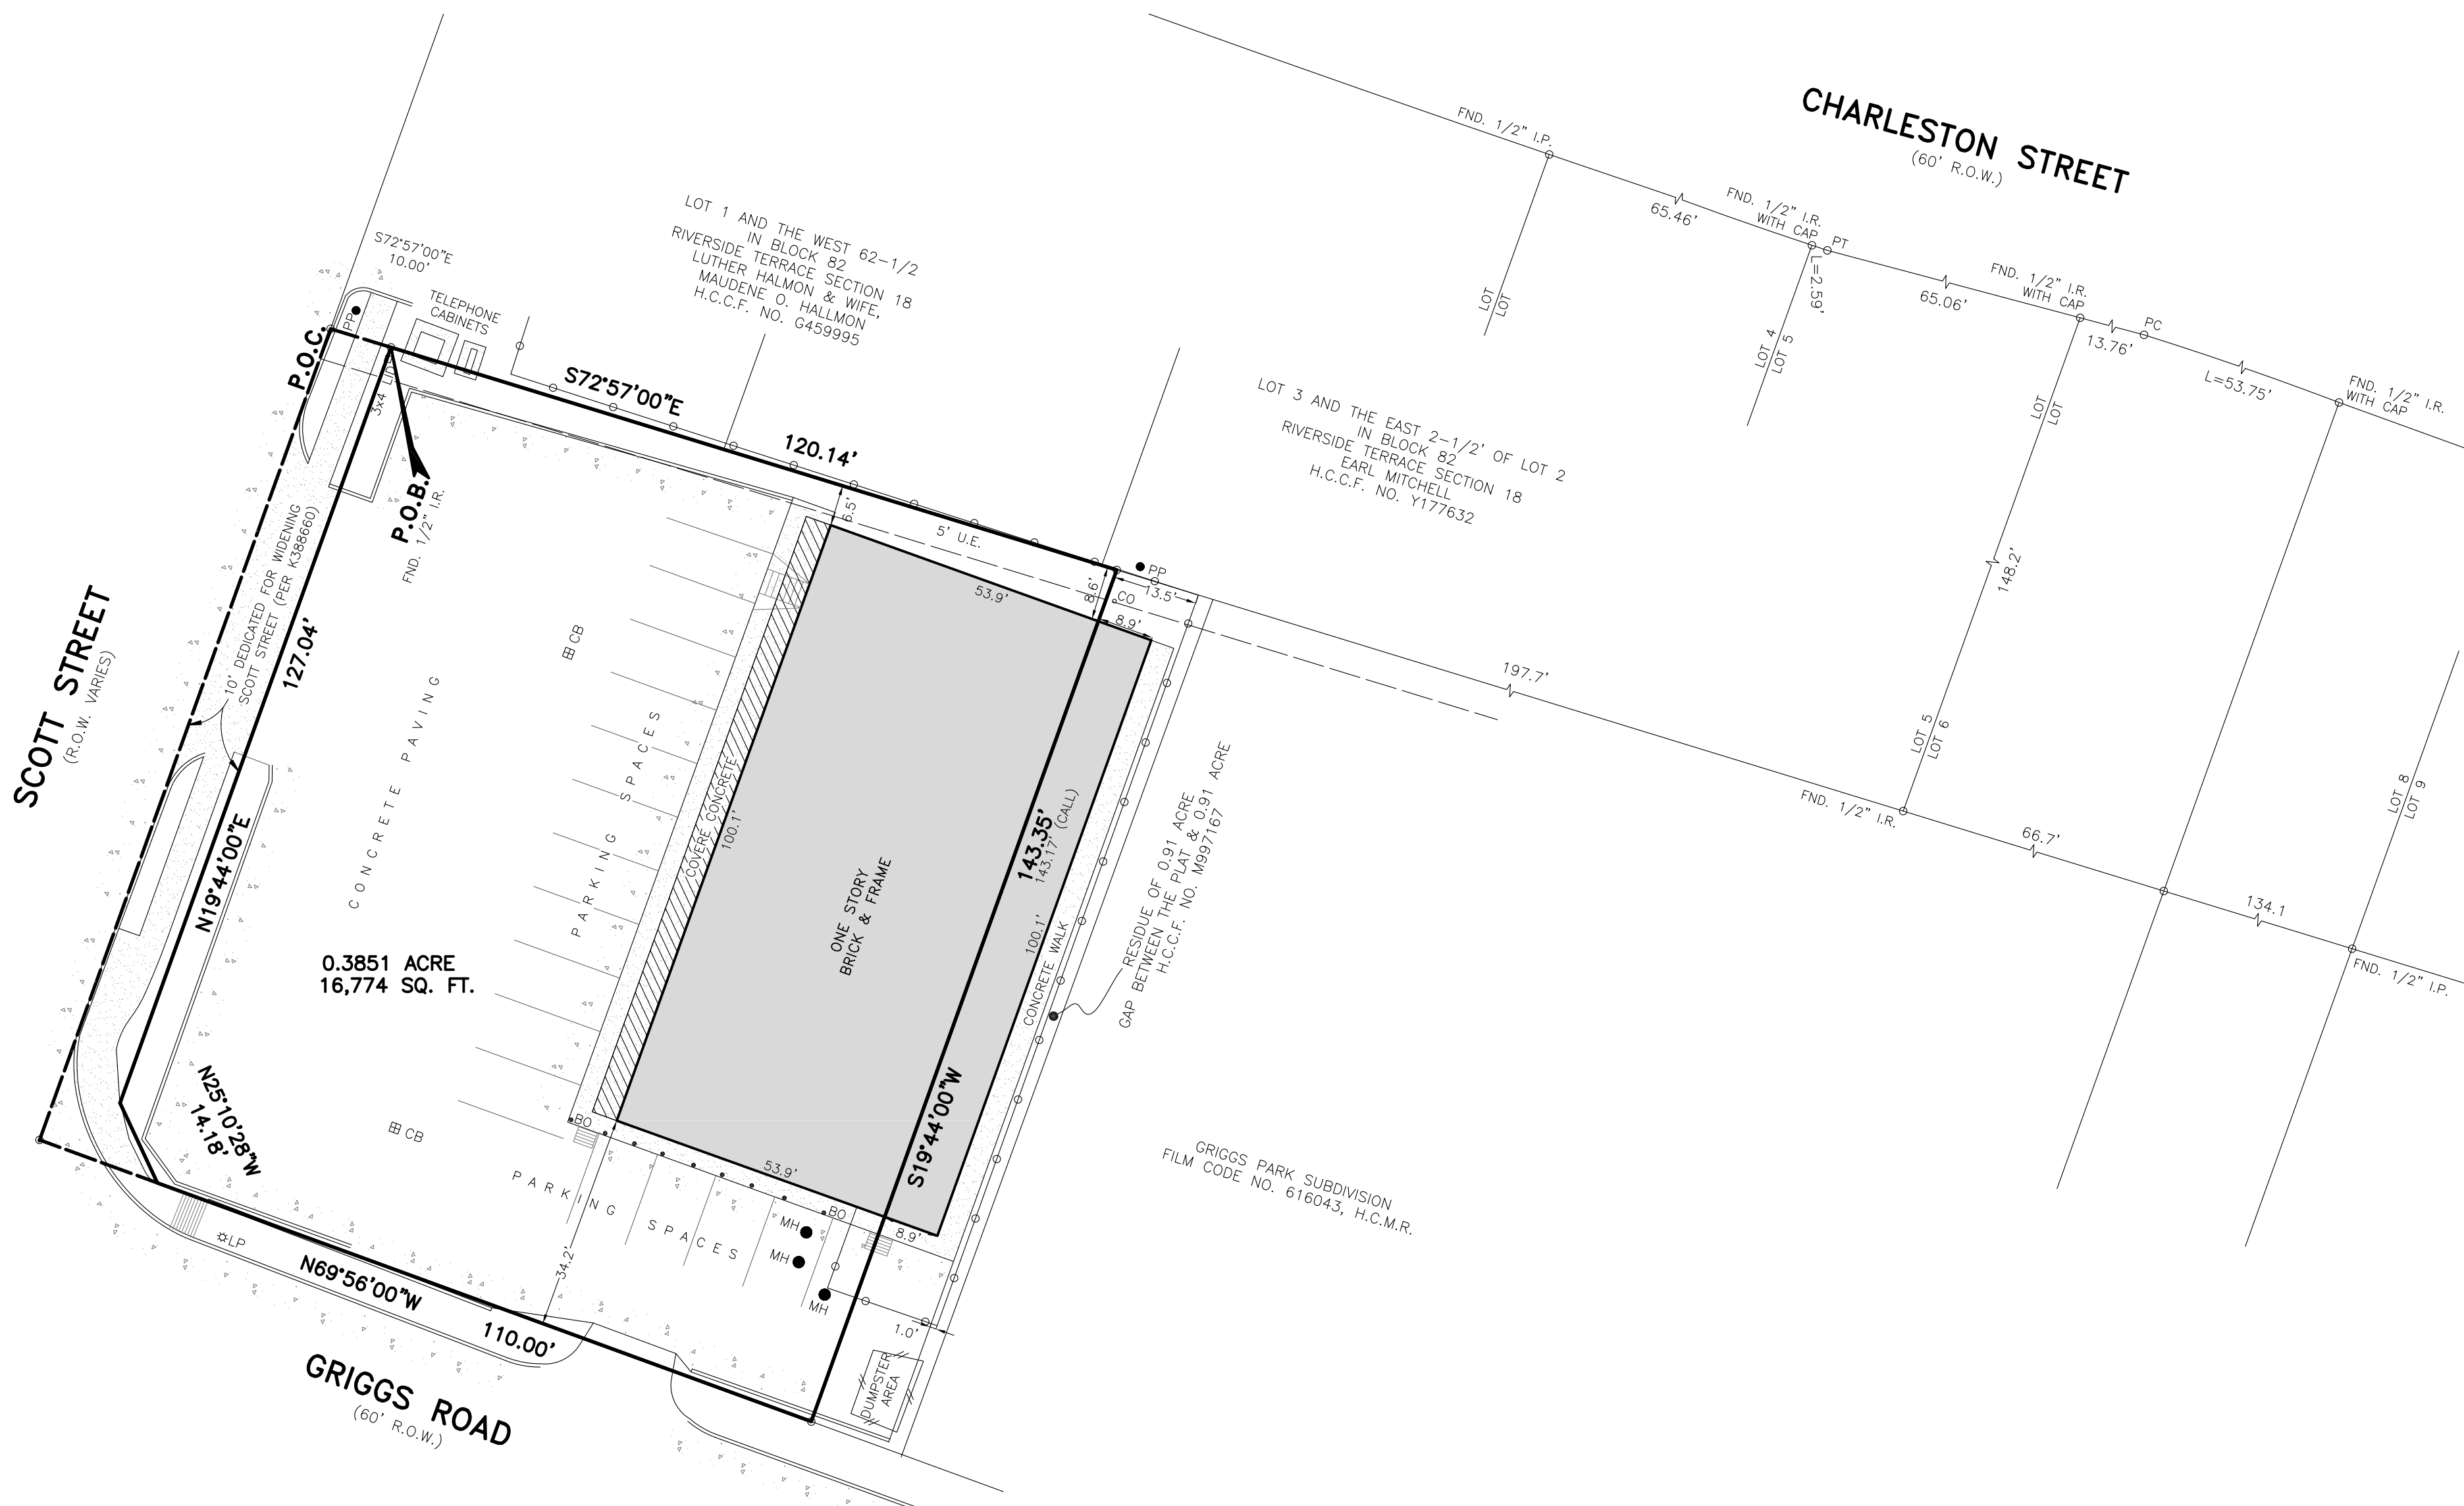 CHARLESTON STREET
(60' R.O.W.)
FND. 1/2" I.P.
65.46'
FND. 1/2" I.R.
WITH CAP
PT
L=2.59'
65.06'
FND. 1/2" I.R.
WITH CAP
13.76'
PC
L=53.75'
FND. 1/2" I.R.
WITH CAP
LOT
LOT
LOT 4
LOT 5
LOT
LOT
148.2'
LOT 5
LOT 6
LOT 8
LOT 9
S72°57'00"E
10.00'
TELEPHONE
CABINETS
LOT 1 AND THE WEST 62-1/2
IN BLOCK 82
RIVERSIDE TERRACE SECTION 18
LUTHER HALMON & WIFE,
MAUDENE O. HALLMON
H.C.C.F. NO. G459995
LOT 3 AND THE EAST 2-1/2' OF LOT 2
IN BLOCK 82
RIVERSIDE TERRACE SECTION 18
EARL MITCHELL
H.C.C.F. NO. Y177632
PP
P.O.C.
3x4
P.O.B.
FND. 1/2" I.R.
S72°57'00"E
120.14'
6.5'
5' U.E.
53.9'
8.6'
PP
13.5'
CO
8.9'
197.7'
FND. 1/2" I.R.
66.7'
134.1
FND. 1/2" I.P.
SCOTT STREET
(R.O.W. VARIES)
10' DEDICATED FOR WIDENING
SCOTT STREET (PER K388660)
127.04'
N19°44'00"E
CONCRETE PAVING
CB
PARKING SPACES
COVERE CONCRETE
100.1'
ONE STORY
BRICK & FRAME
143.35'
143.17' (CALL)
100.1'
CONCRETE WALK
S19°44'00"W
RESIDUE OF 0.91 ACRE
GAP BETWEEN THE PLAT & 0.91 ACRE
H.C.C.F. NO. M997167
0.3851 ACRE
16,774 SQ. FT.
N25°10'28"W
14.18'
CB
BO
53.9'
PARKING SPACES
MH
MH
MH
BO
8.9'
34.2'
LP
N69°56'00"W
110.00'
1.0'
DUMPSTER
AREA
GRIGGS PARK SUBDIVISION
FILM CODE NO. 616043, H.C.M.R.
GRIGGS ROAD
(60' R.O.W.)